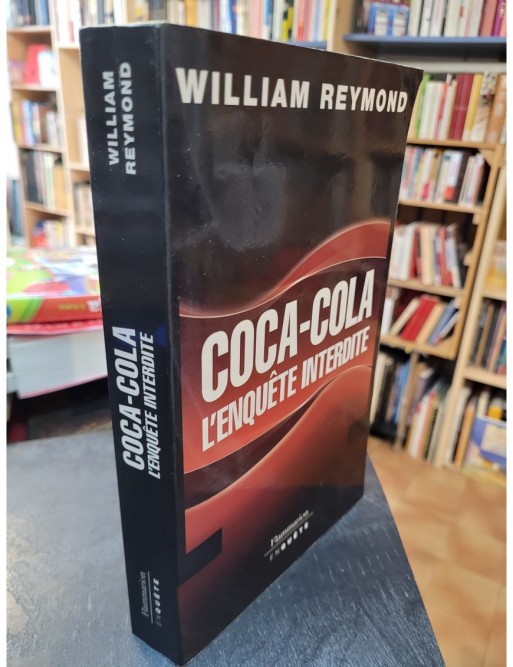 WILLIAM REYMOND
COCA-COLA
L'ENQUÊTE INTERDITE
Flammarion
ENQUÊTE
WILLIAM
REYMOND
COCA-COLA
L'ENQUÊTE INTERDITE
Flammarion
ENQUÊTE